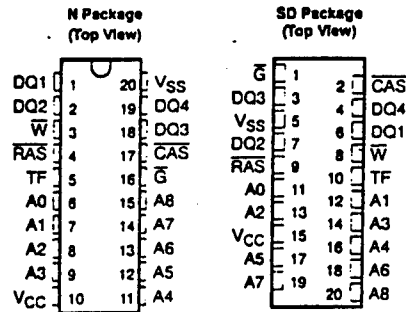 N Package
(Top View)
DQ1 1 20 VSS
DQ2 2 19 DQ4
W 3 18 DQ3
RAS 4 17 CAS
TF 5 16 G
A0 6 15 A8
A1 7 14 A7
A2 8 13 A6
A3 9 12 A5
VCC 10 11 A4
SD Package
(Top View)
G 1
2 CAS
DQ3 3
4 DQ4
VSS 5
6 DQ1
DQ2 7
8 W
RAS 9
10 TF
A0 11
12 A1
A2 13
14 A3
VCC 15
16 A4
A5 17
18 A6
A7 19
20 A8